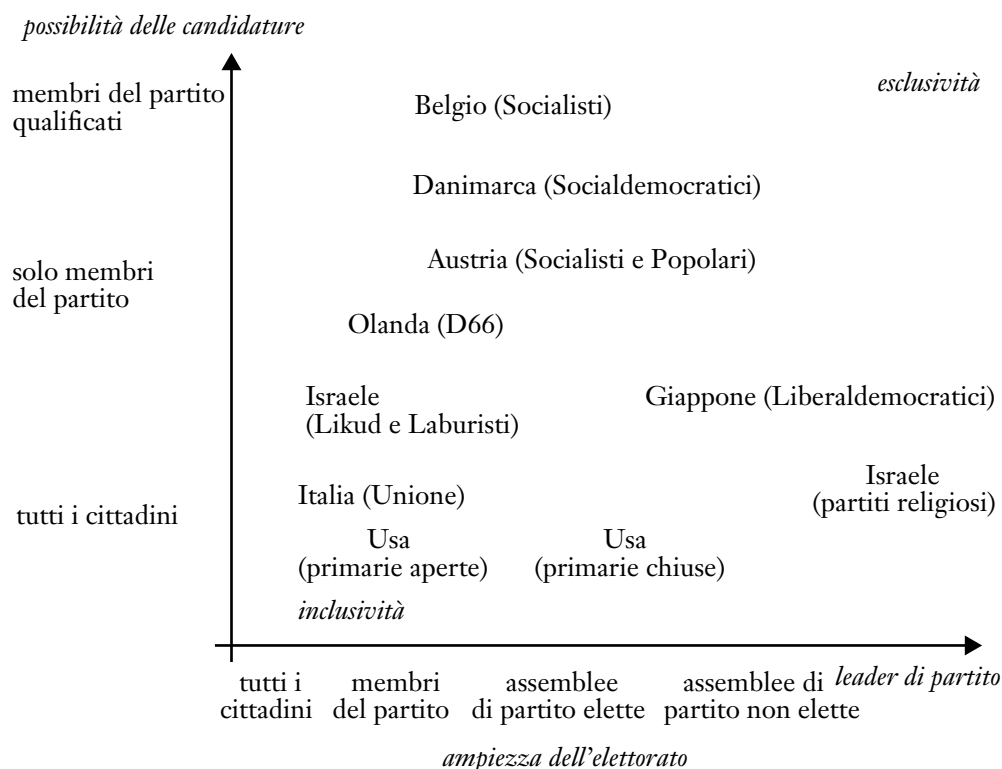 possibilità delle candidature
membri del partito
qualificati
Belgio (Socialisti)
esclusività
Danimarca (Socialdemocratici)
solo membri
del partito
Austria (Socialisti e Popolari)
Olanda (D66)
Israele
(Likud e Laburisti)
Giappone (Liberaldemocratici)
Israele
(partiti religiosi)
tutti i cittadini
Italia (Unione)
Usa
(primarie aperte)
Usa
(primarie chiuse)
inclusività
tutti i
cittadini
membri
del partito
assemblee
di partito elette
assemblee di
partito non elette
leader di partito
ampiezza dell'elettorato